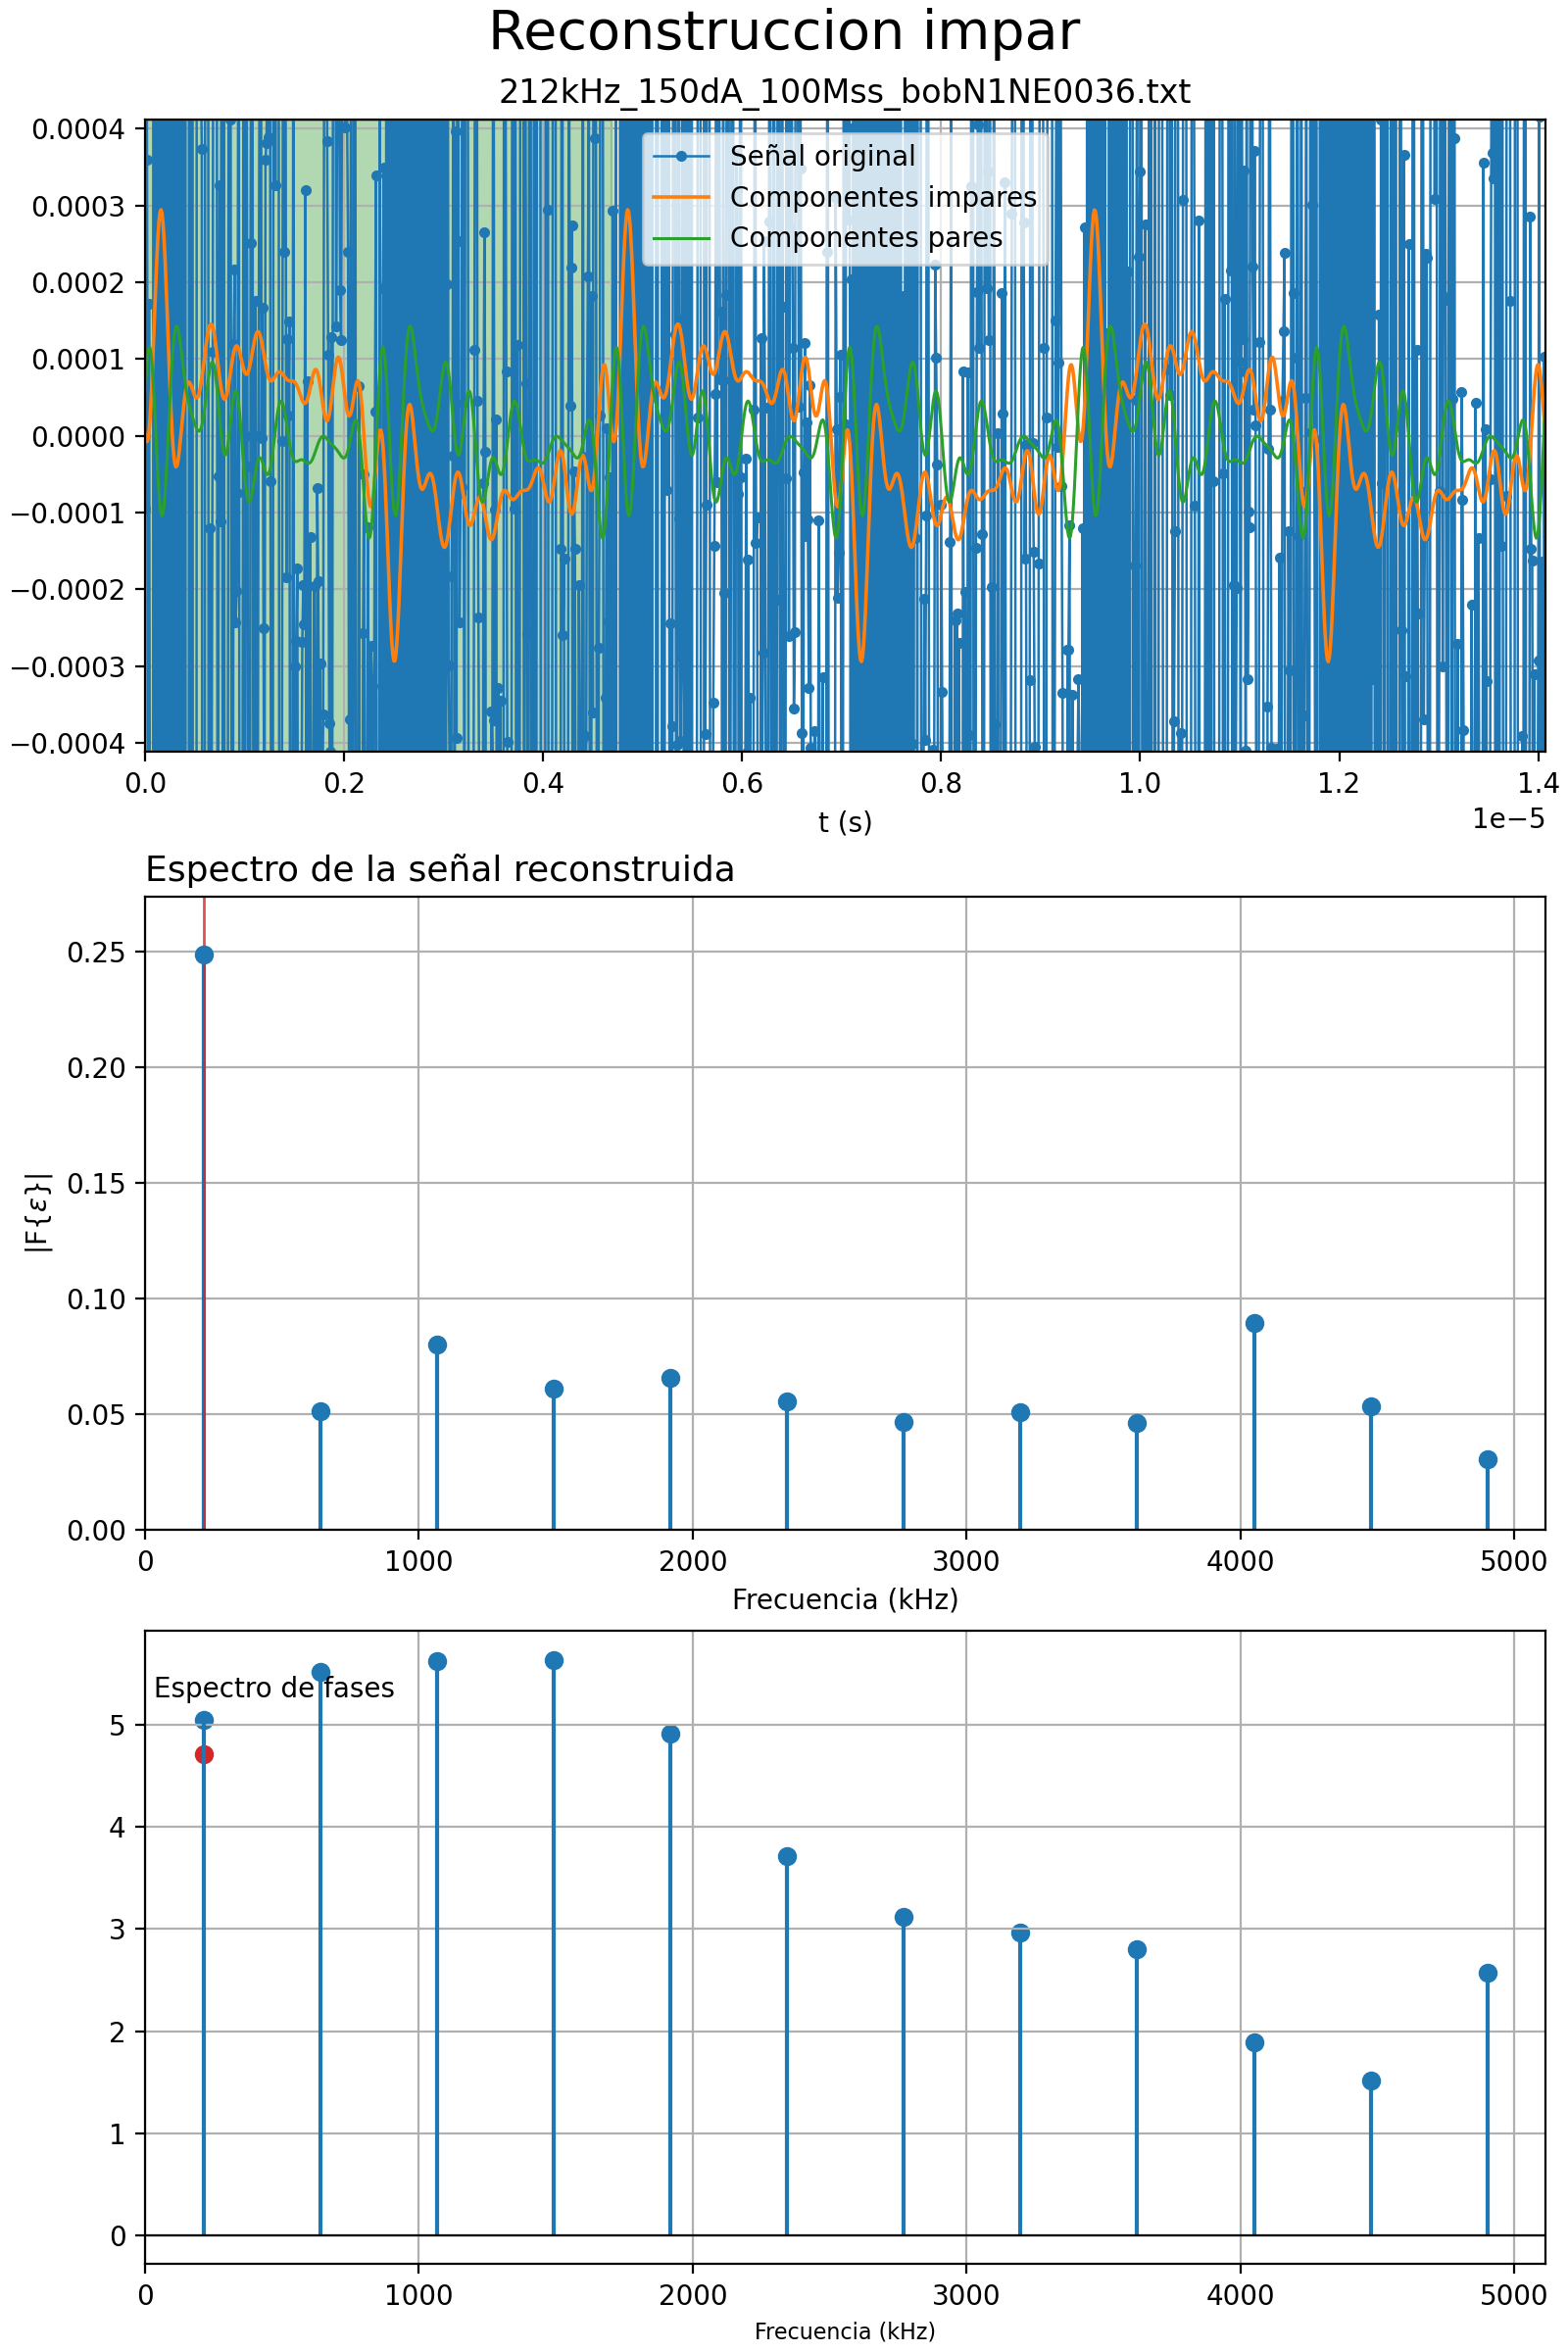 Reconstruccion impar
212kHz_150dA_100Mss_bobN1NE0036.txt
0.0004
0.0003
0.0002
0.0001
0.0000
−0.0001
−0.0002
−0.0003
−0.0004
Señal original
Componentes impares
Componentes pares
0.0 0.2 0.4 0.6 0.8 1.0 1.2 1.4
1e−5
t (s)
Espectro de la señal reconstruida
0.25
0.20
0.15
0.10
0.05
0.00
|F{ε}|
0 1000 2000 3000 4000 5000
Frecuencia (kHz)
Espectro de fases
5
4
3
2
1
0
0 1000 2000 3000 4000 5000
Frecuencia (kHz)